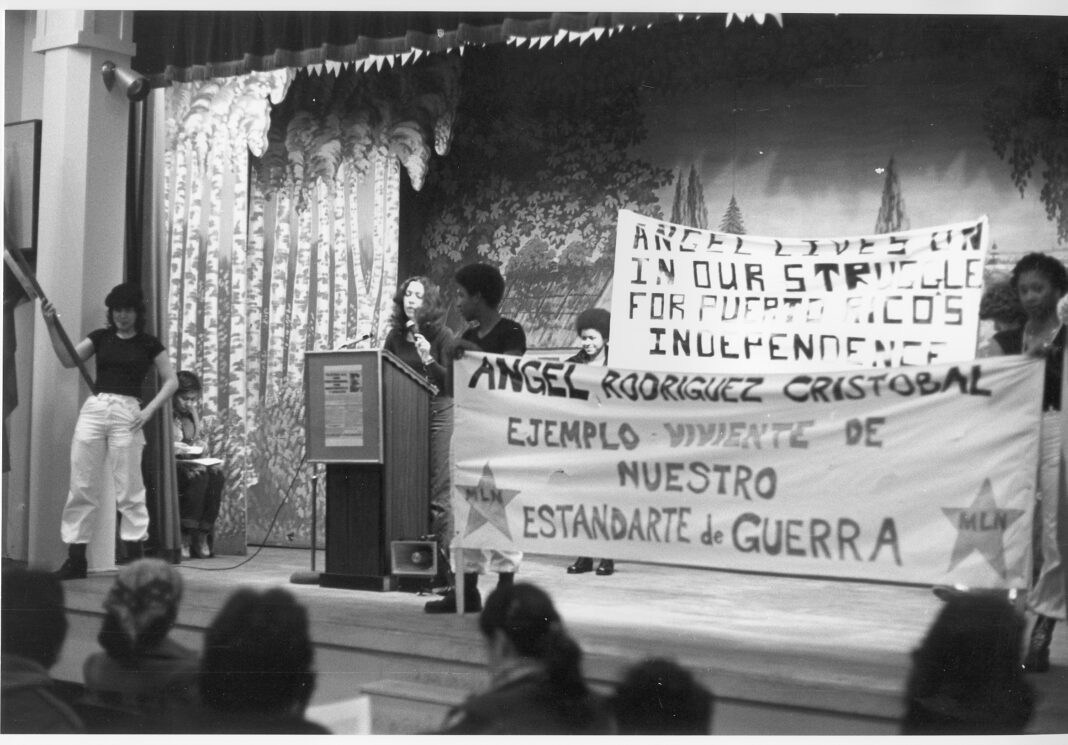 ANGEL LIVES ON
IN OUR STRUGGLE
FOR PUERTO RICO'S
INDEPENDENCE
ANGEL RODRIGUEZ CRISTOBAL
EJEMPLO VIVIENTE DE
NUESTRO
ESTANDARTE de GUERRA
MLN
MLN